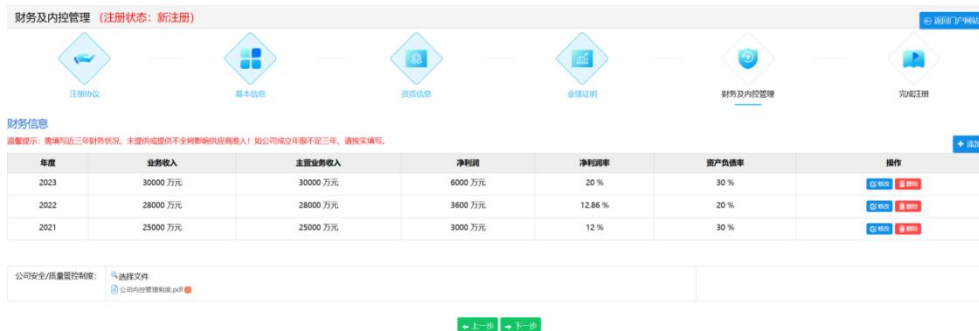 财务及内控管理 (注册状态：新注册)
返回门户网站
注册协议
基本信息
资质信息
业绩证明
财务及内控管理
完成注册
财务信息
温馨提示：需填写近三年财务状况，未提供或提供不全将影响供应商准入！如公司成立年限不足三年，请按实填写。
+ 添加
年度 业务收入 主营业务收入 净利润 净利润率 资产负债率 操作
2023 30000 万元 30000 万元 6000 万元 20 % 30 % 修改 删除
2022 28000 万元 28000 万元 3600 万元 12.86 % 20 % 修改 删除
2021 25000 万元 25000 万元 3000 万元 12 % 30 % 修改 删除
公司安全/质量管控制度： 选择文件
公司内控管理制度.pdf
上一步 下一步